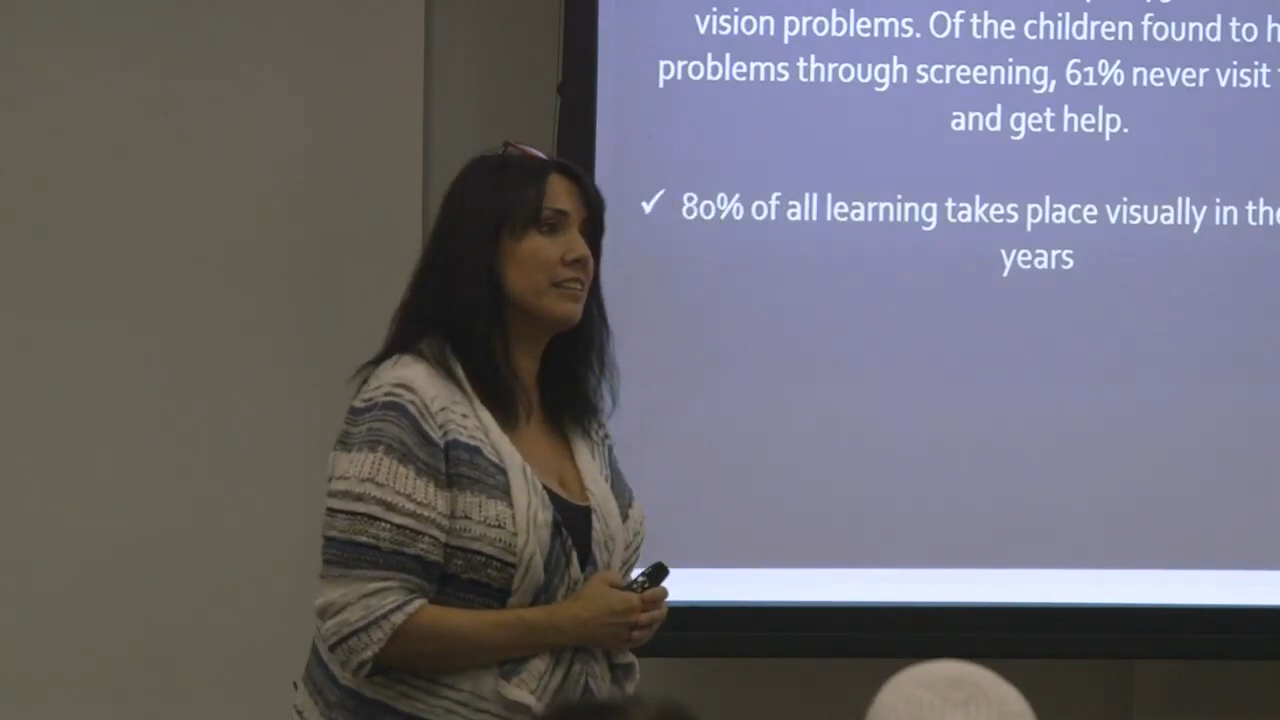 vision problems. Of the children found to
problems through screening, 61% never visit
and get help.
✓ 80% of all learning takes place visually in the
years